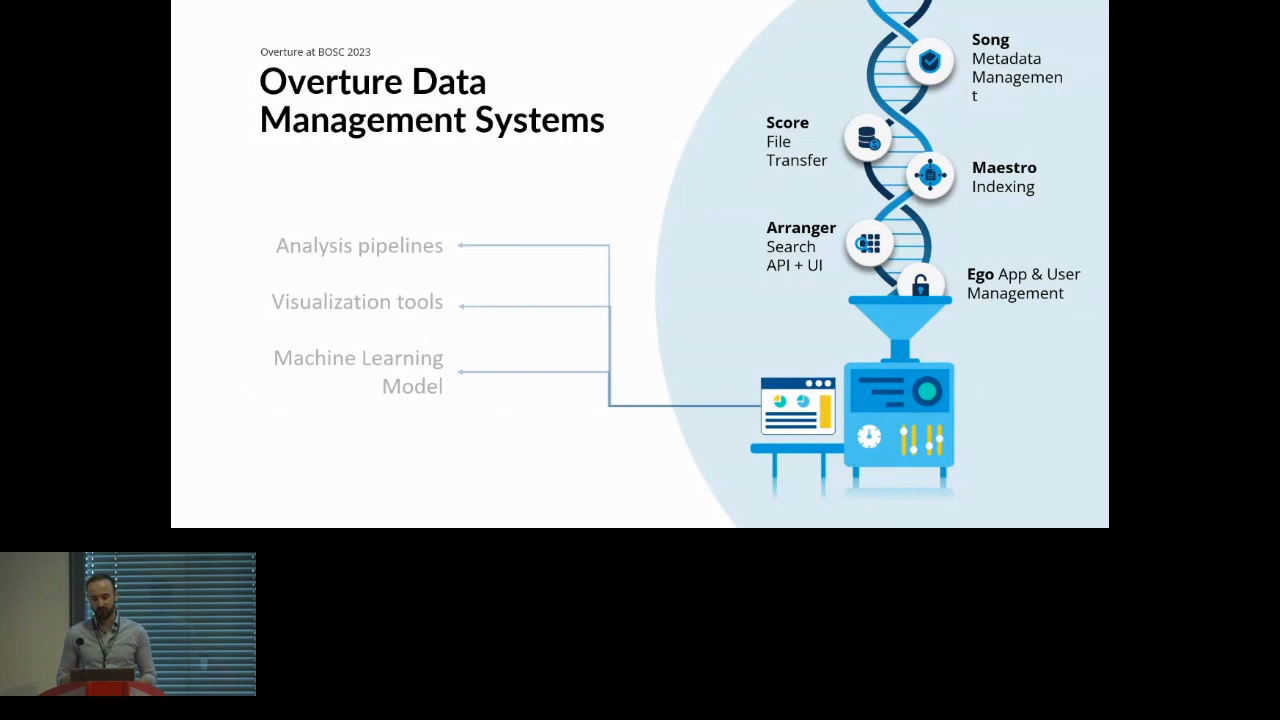 Overture at BOSC 2023
Overture Data
Management Systems
Song
Metadata
Managemen
t
Score
File
Transfer
Maestro
Indexing
Arranger
Search
API + UI
Ego App & User
Management
Analysis pipelines
Visualization tools
Machine Learning
Model